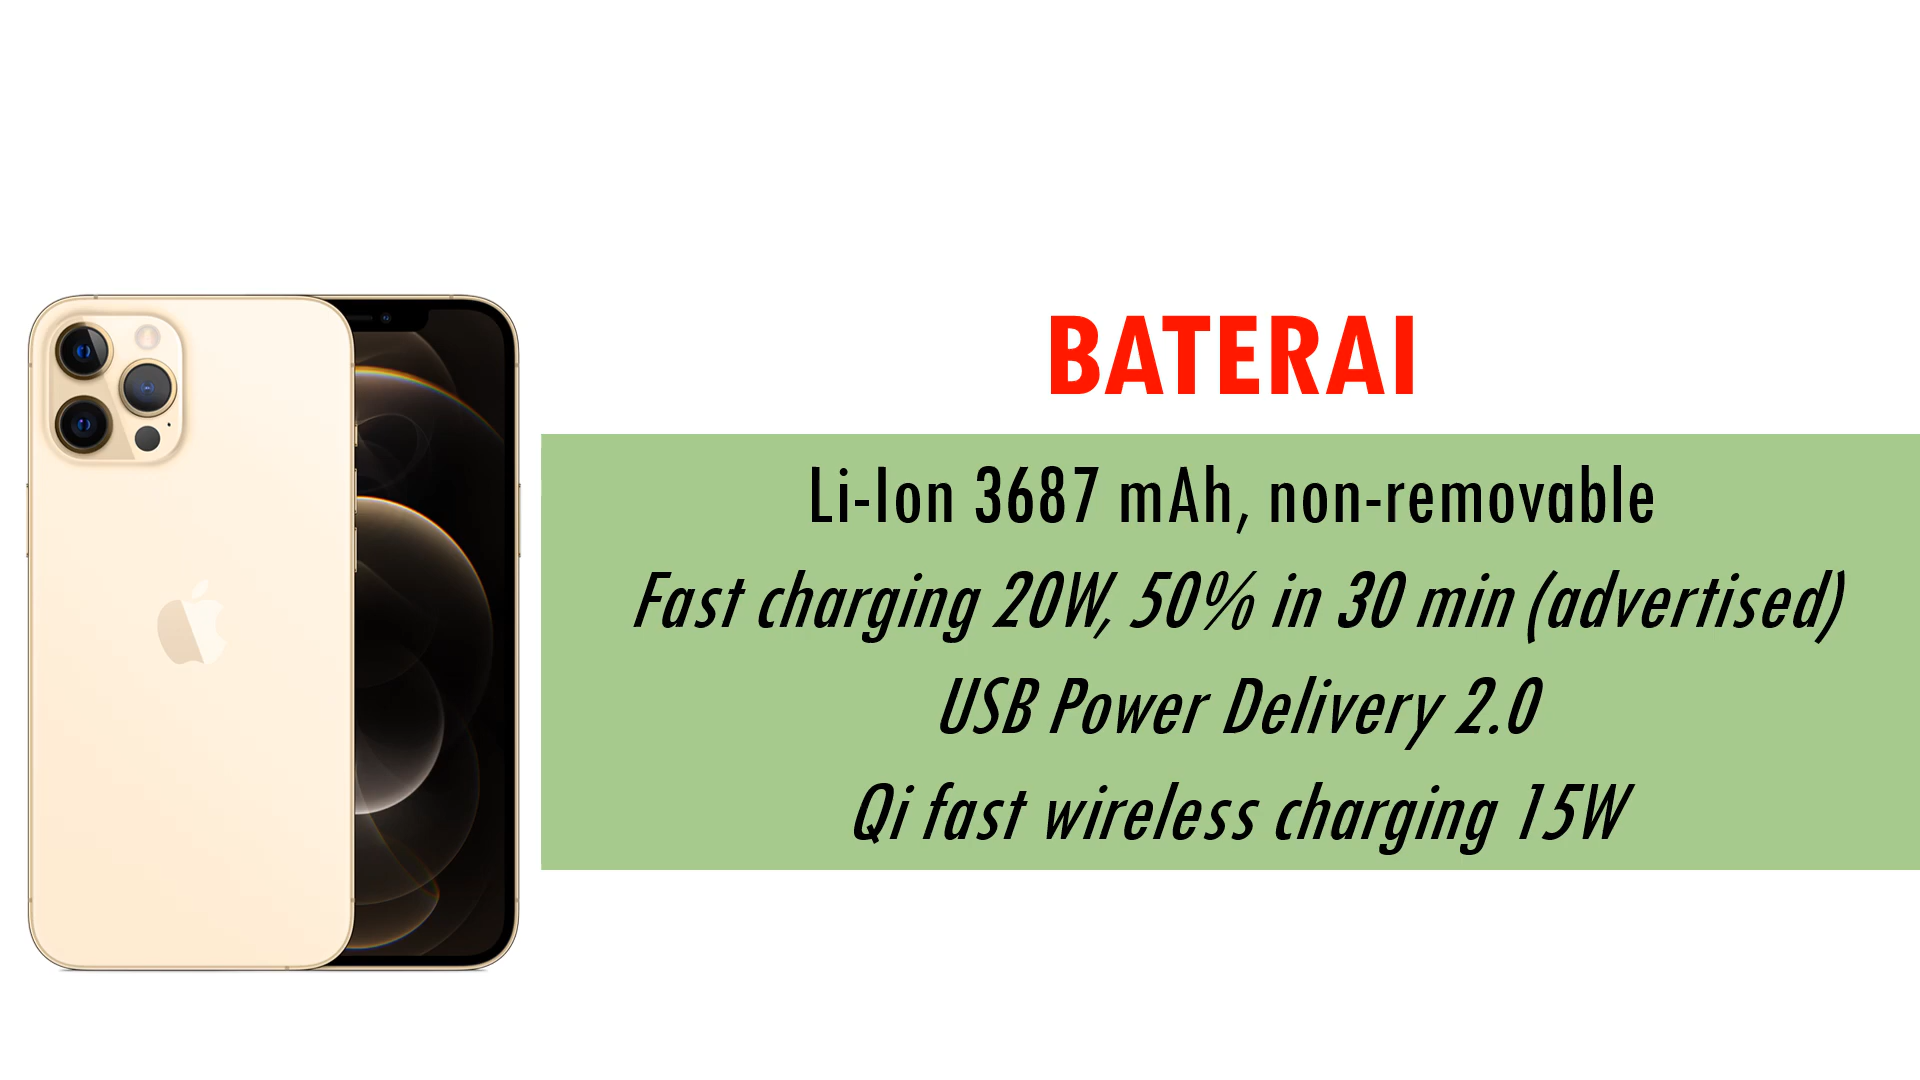 BATERAI
Li-Ion 3687 mAh, non-removable
Fast charging 20W, 50% in 30 min (advertised)
USB Power Delivery 2.0
Qi fast wireless charging 15W